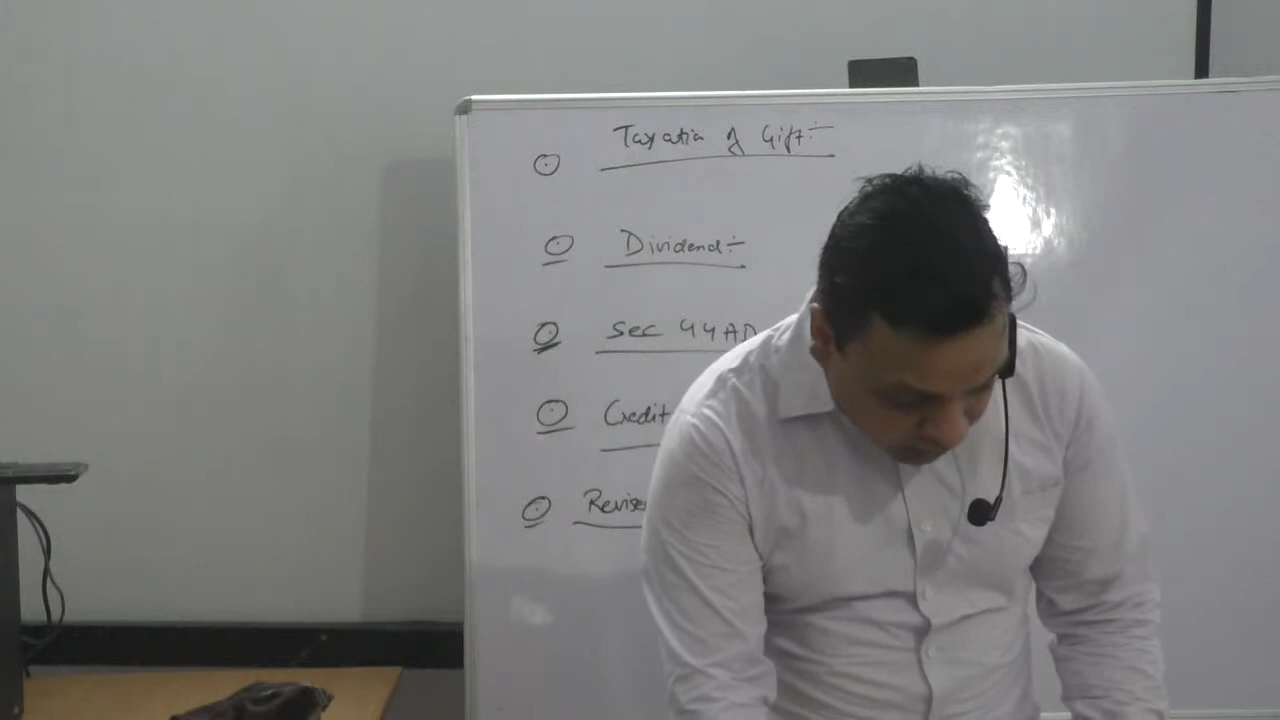 Taxation of Gift:-
Dividend:-
Sec 44AD
Credit
Revise